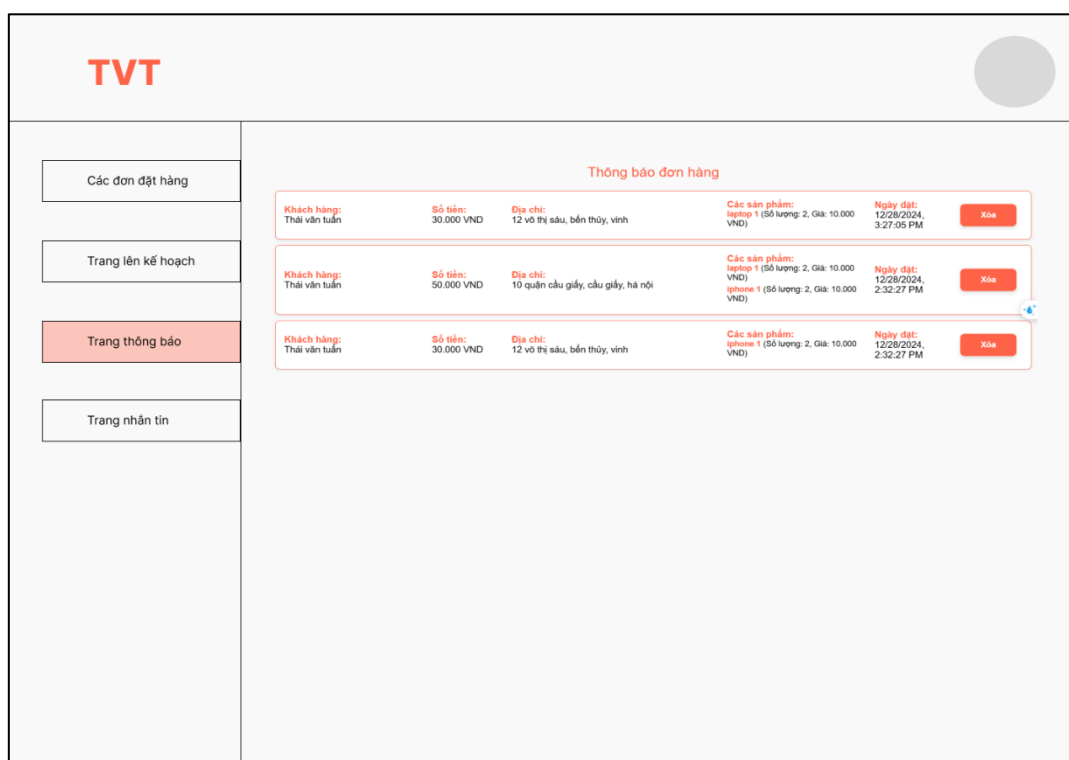 TVT
Các đơn đặt hàng
Trang lên kế hoạch
Trang thông báo
Trang nhắn tin
Thông báo đơn hàng
Khách hàng:
Thái văn tuấn
Số tiền:
30.000 VND
Địa chỉ:
12 võ thị sáu, bến thủy, vinh
Các sản phẩm:
laptop 1 (Số lượng: 2, Giá: 10.000
VND)
Ngày đặt:
12/28/2024,
3:27:05 PM
Xóa
Khách hàng:
Thái văn tuấn
Số tiền:
50.000 VND
Địa chỉ:
10 quận cầu giấy, cầu giấy, hà nội
Các sản phẩm:
laptop 1 (Số lượng: 2, Giá: 10.000
VND)
iphone 1 (Số lượng: 2, Giá: 10.000
VND)
Ngày đặt:
12/28/2024,
2:32:27 PM
Xóa
Khách hàng:
Thái văn tuấn
Số tiền:
30.000 VND
Địa chỉ:
12 võ thị sáu, bến thủy, vinh
Các sản phẩm:
iphone 1 (Số lượng: 2, Giá: 10.000
VND)
Ngày đặt:
12/28/2024,
2:32:27 PM
Xóa